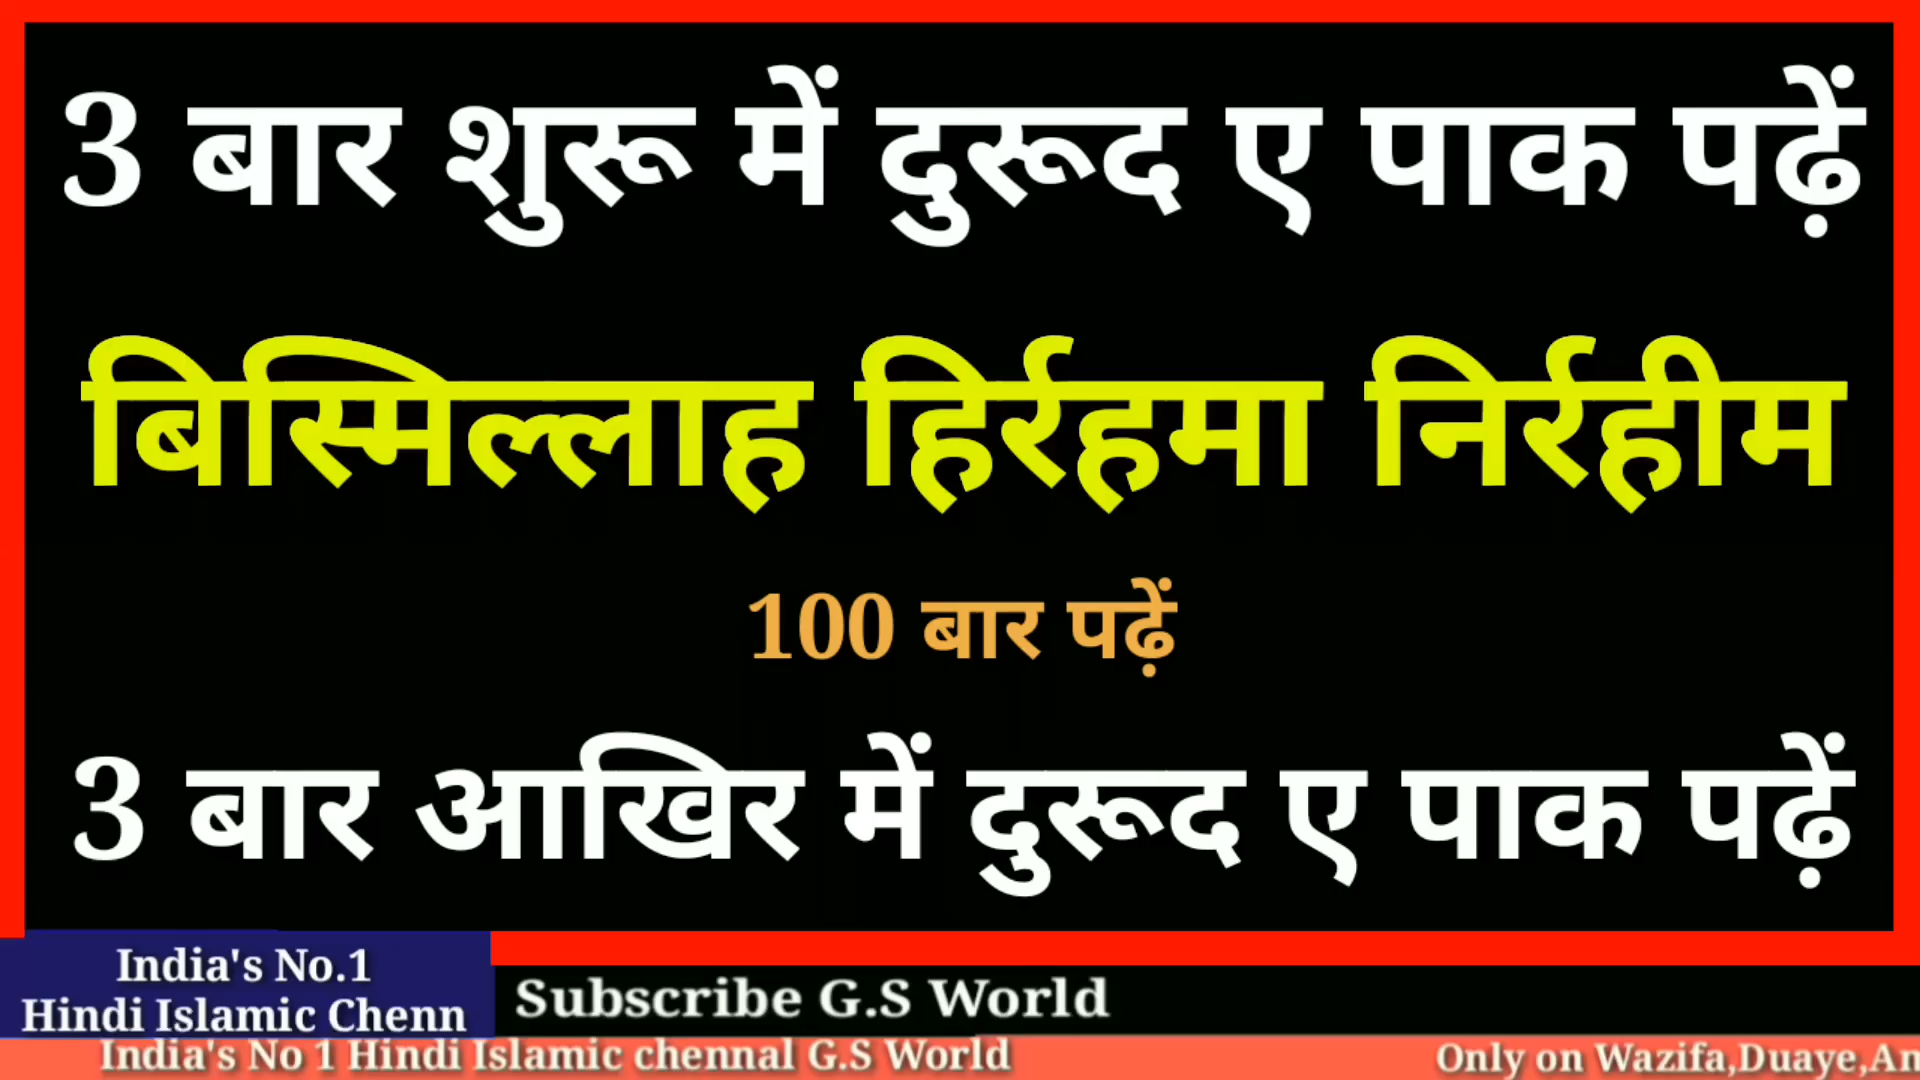 3 बार शुरू में दुरूद ए पाक पढ़ें
बिस्मिल्लाह हिर्रहमा निर्रहीम
100 बार पढ़ें
3 बार आखिर में दुरूद ए पाक पढ़ें
India's No.1
Hindi Islamic Chenn
Subscribe G.S World
India's No 1 Hindi Islamic chennal G.S World
Only on Wazifa,Duaye,